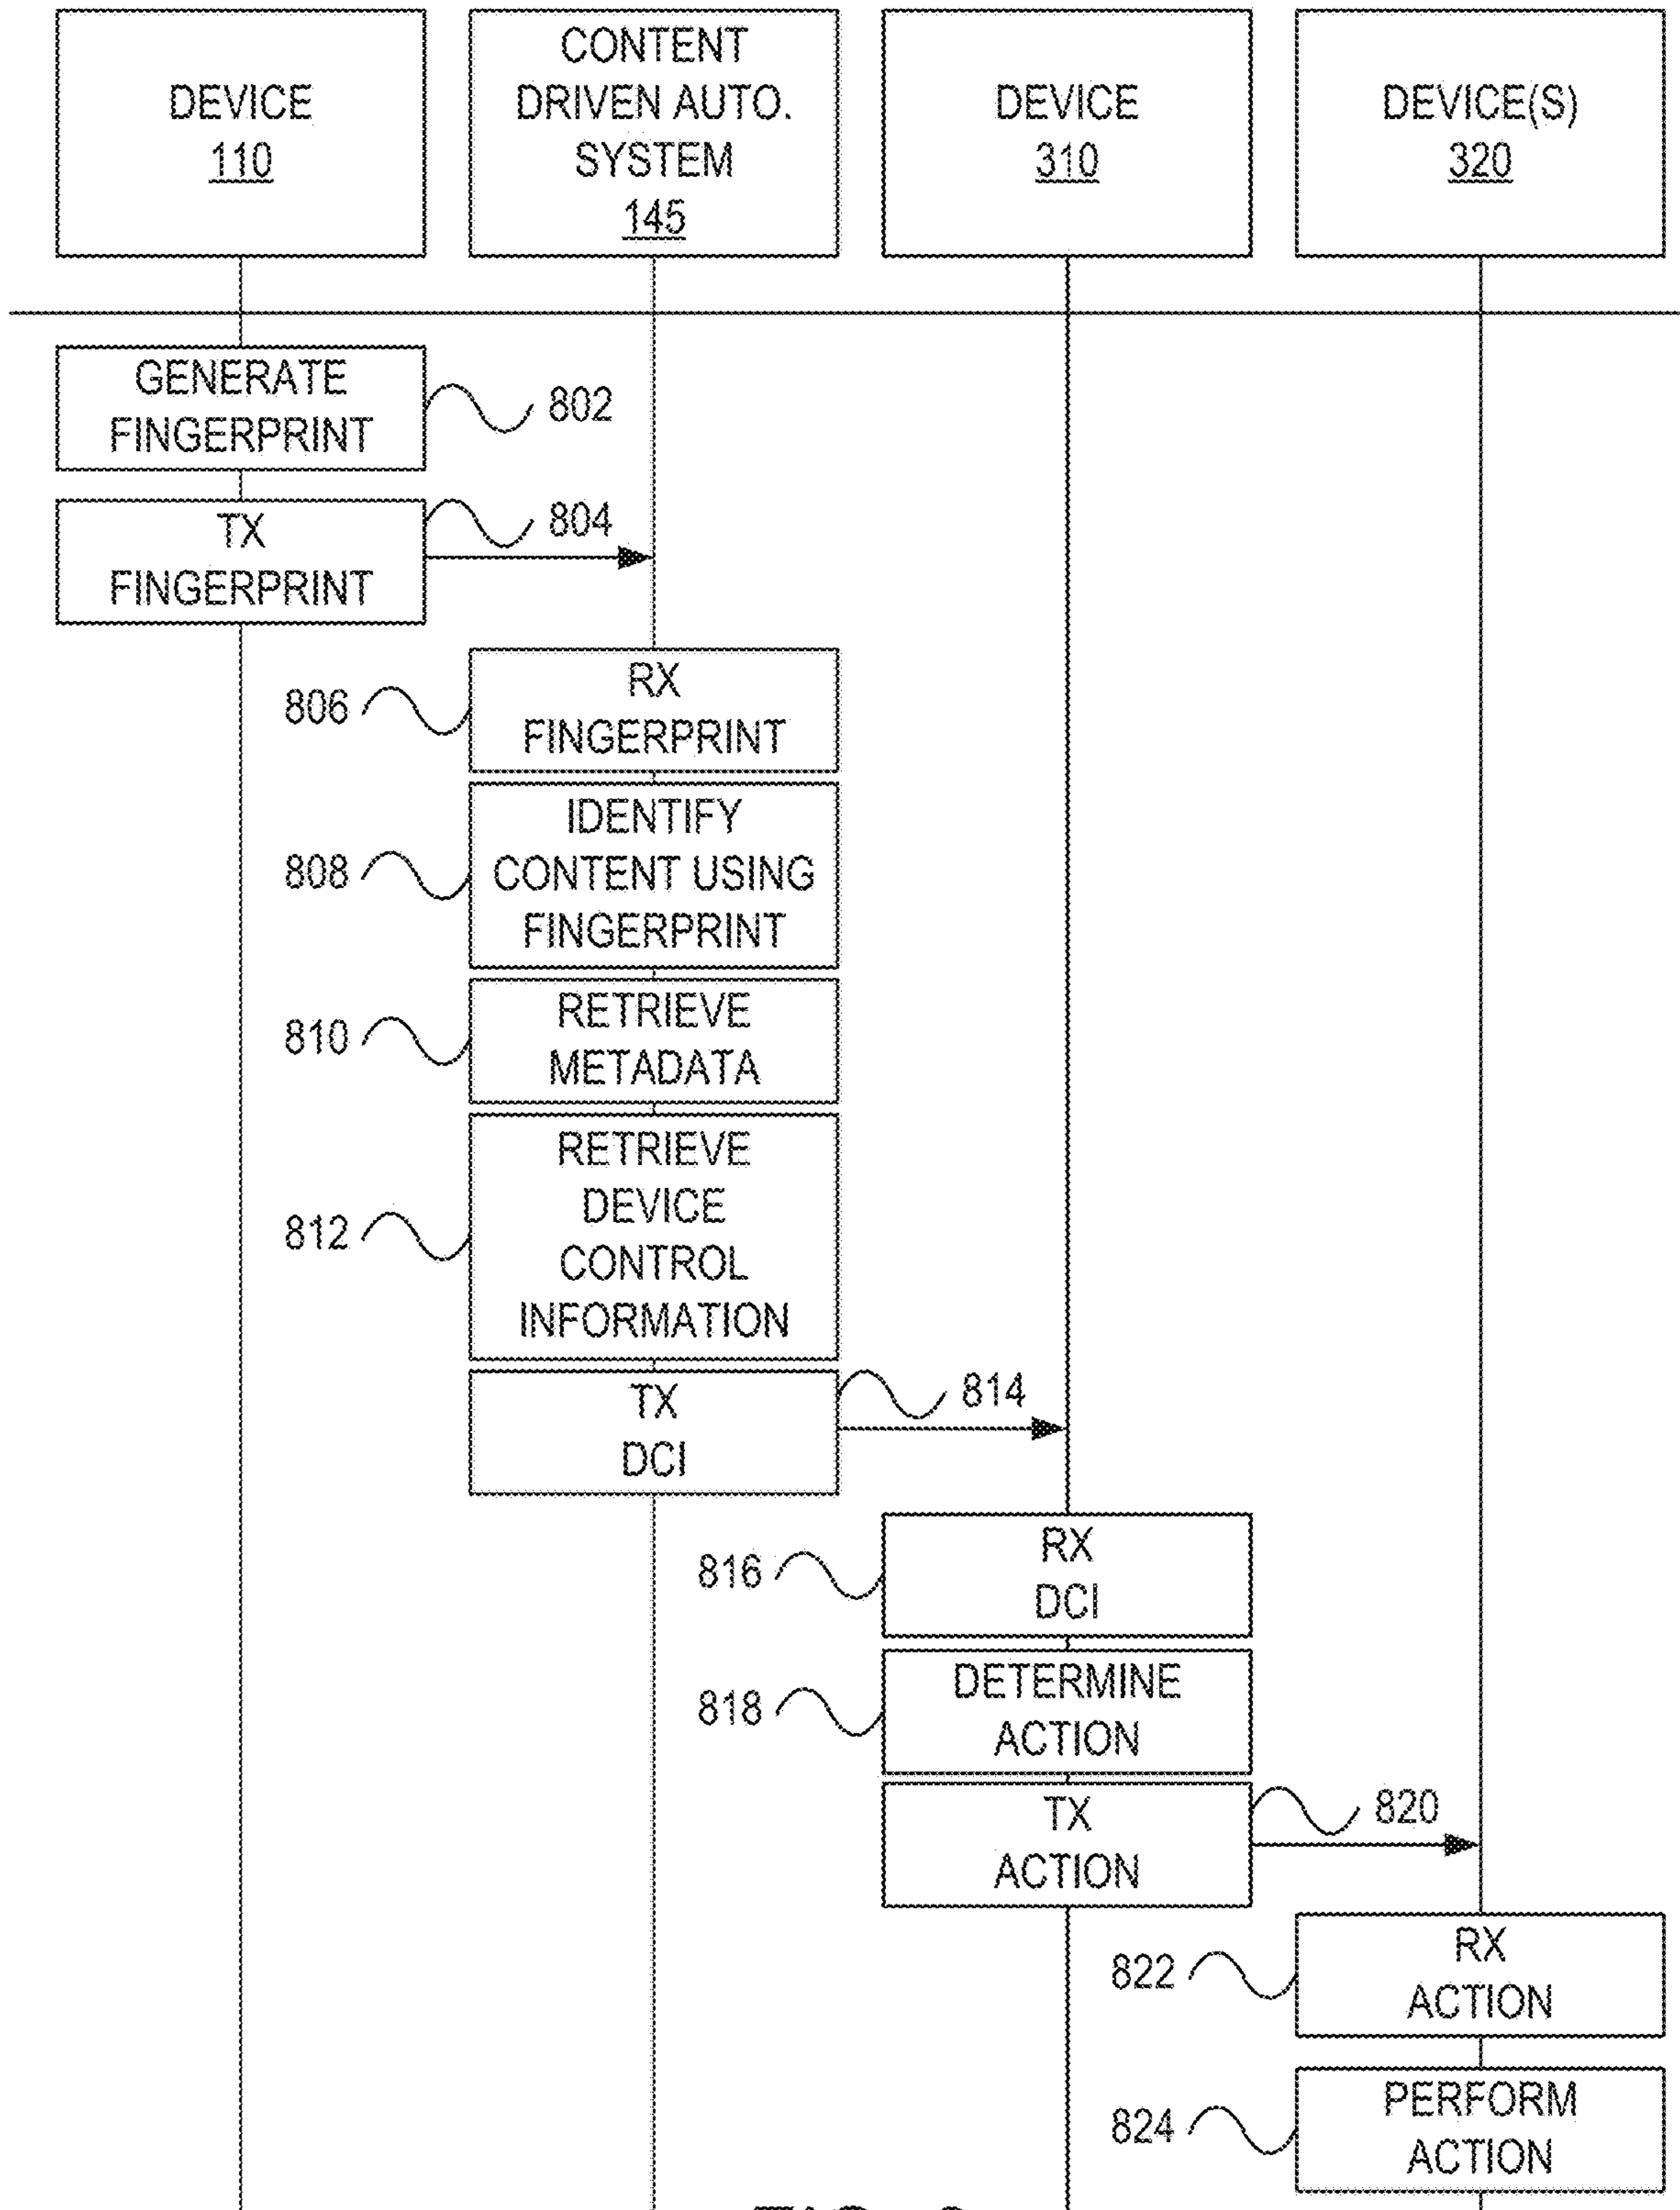 DEVICE
110
CONTENT
DRIVEN AUTO.
SYSTEM
145
DEVICE
310
DEVICE(S)
320
GENERATE
FINGERPRINT
802
TX
FINGERPRINT
804
806
RX
FINGERPRINT
808
IDENTIFY
CONTENT USING
FINGERPRINT
810
RETRIEVE
METADATA
812
RETRIEVE
DEVICE
CONTROL
INFORMATION
TX
DCI
814
816
RX
DCI
818
DETERMINE
ACTION
TX
ACTION
820
822
RX
ACTION
824
PERFORM
ACTION